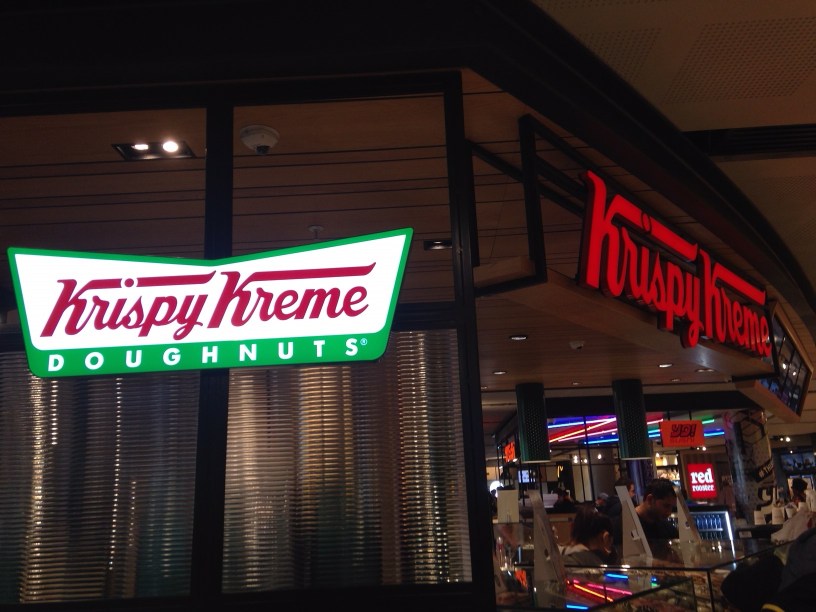 Krispy Kreme
DOUGHNUTS®
Krispy Kreme
red
rooster